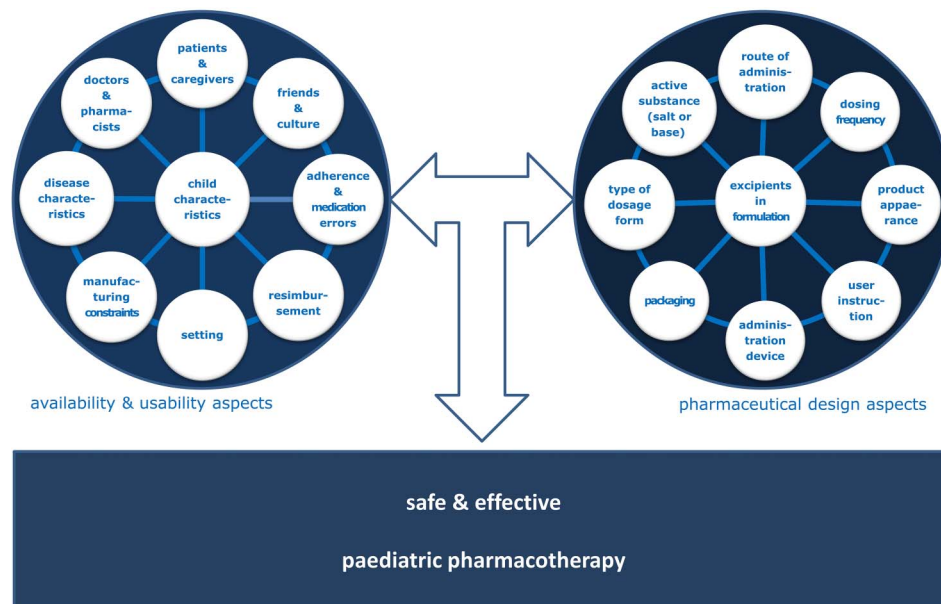 patients
&
caregivers
doctors
&
pharma-
cists
friends
&
culture
disease
characte-
ristics
child
characte-
ristics
adherence
&
medication
errors
manufac-
turing
constraints
setting
resimbur-
sement
availability & usability aspects
route of
adminis-
tration
active
substance
(salt or
base)
dosing
frequency
type of
dosage
form
excipients
in
formulation
product
appae-
rance
packaging
adminis-
tration
device
user
instruc-
tion
pharmaceutical design aspects
safe & effective
paediatric pharmacotherapy